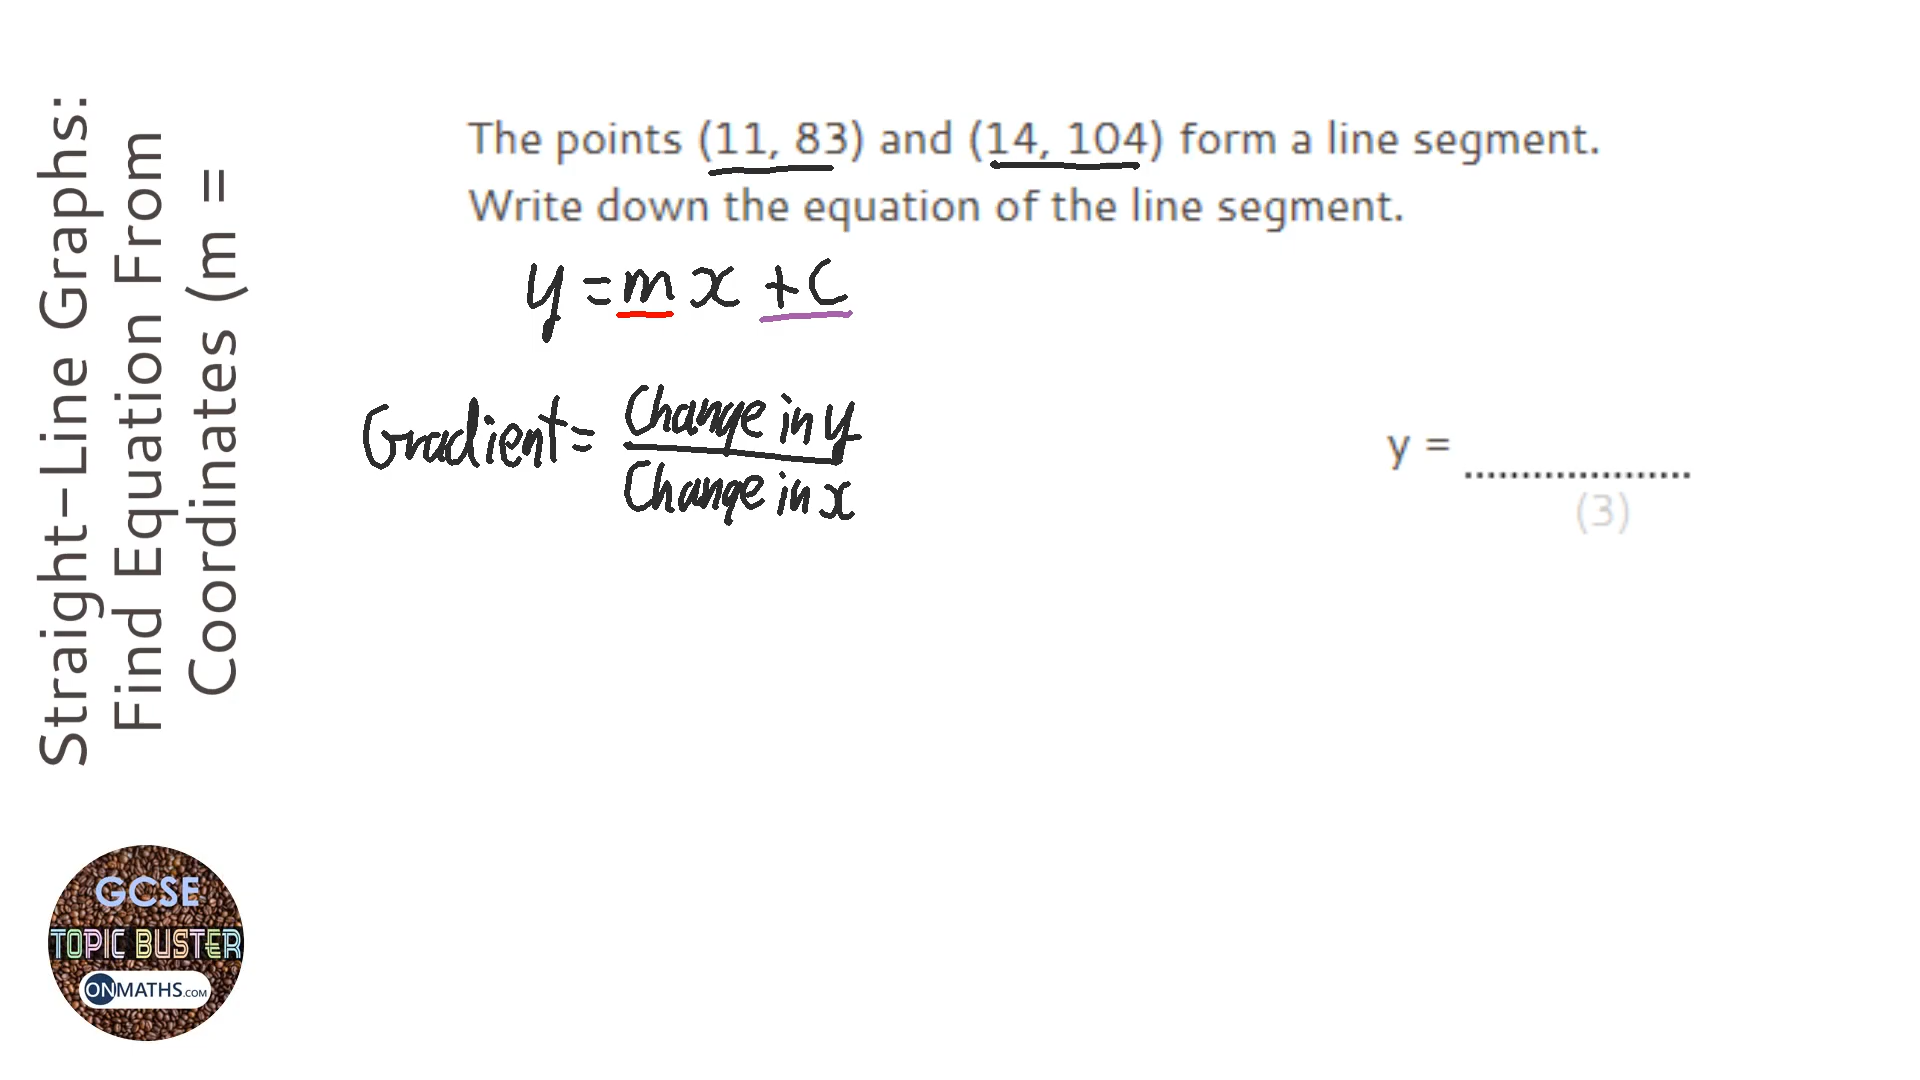 Straight-Line Graphs:
Find Equation From
Coordinates (m =
The points (11, 83) and (14, 104) form a line segment.
Write down the equation of the line segment.
y = mx + c
Gradient = Change in y
Change in x
y = ....................
(3)
GCSE
TOPIC BUSTER
ONMATHS.COM